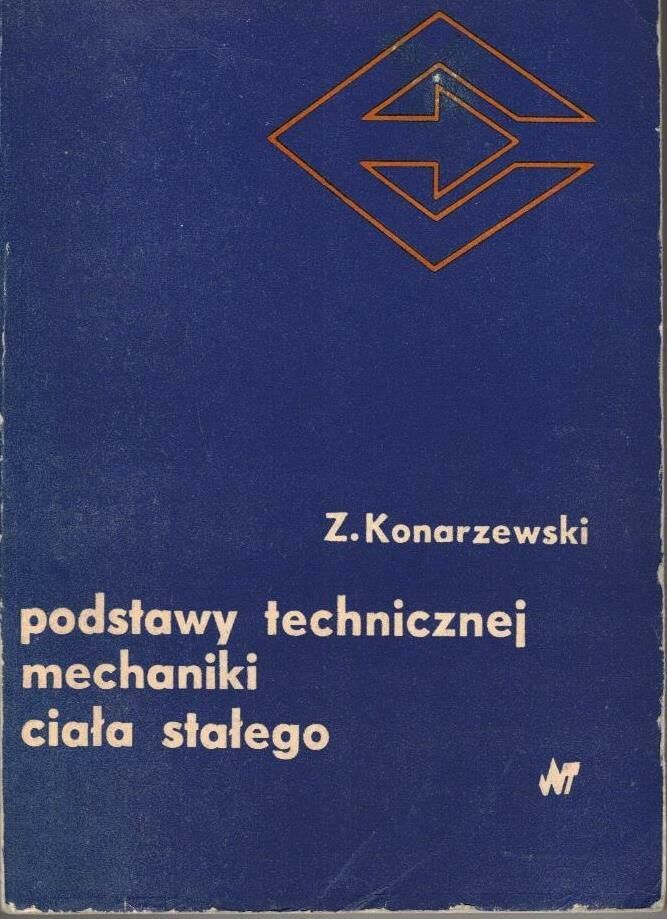 Z. Konarzewski
podstawy technicznej
mechaniki
ciała stałego
WNT